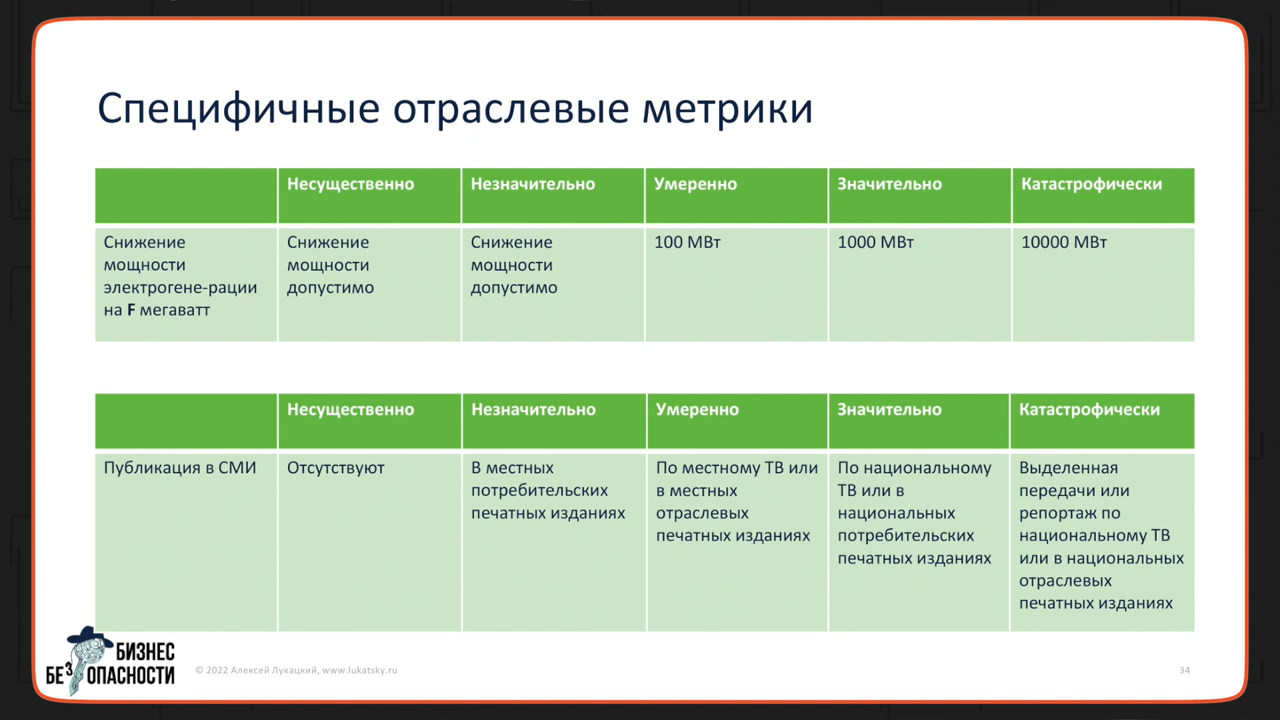 Специфичные отраслевые метрики
Несущественно
Незначительно
Умеренно
Значительно
Катастрофически
Снижение
мощности
электрогене-рации
на F мегаватт
Снижение
мощности
допустимо
Снижение
мощности
допустимо
100 МВт
1000 МВт
10000 МВт
Несущественно
Незначительно
Умеренно
Значительно
Катастрофически
Публикация в СМИ
Отсутствуют
В местных
потребительских
печатных изданиях
По местному ТВ или
в местных
отраслевых
печатных изданиях
По национальному
ТВ или в
национальных
потребительских
печатных изданиях
Выделенная
передачи или
репортаж по
национальному ТВ
или в национальных
отраслевых
печатных изданиях
БИЗНЕС
БЕЗОПАСНОСТИ
© 2022 Алексей Лукацкий, www.lukatsky.ru
34